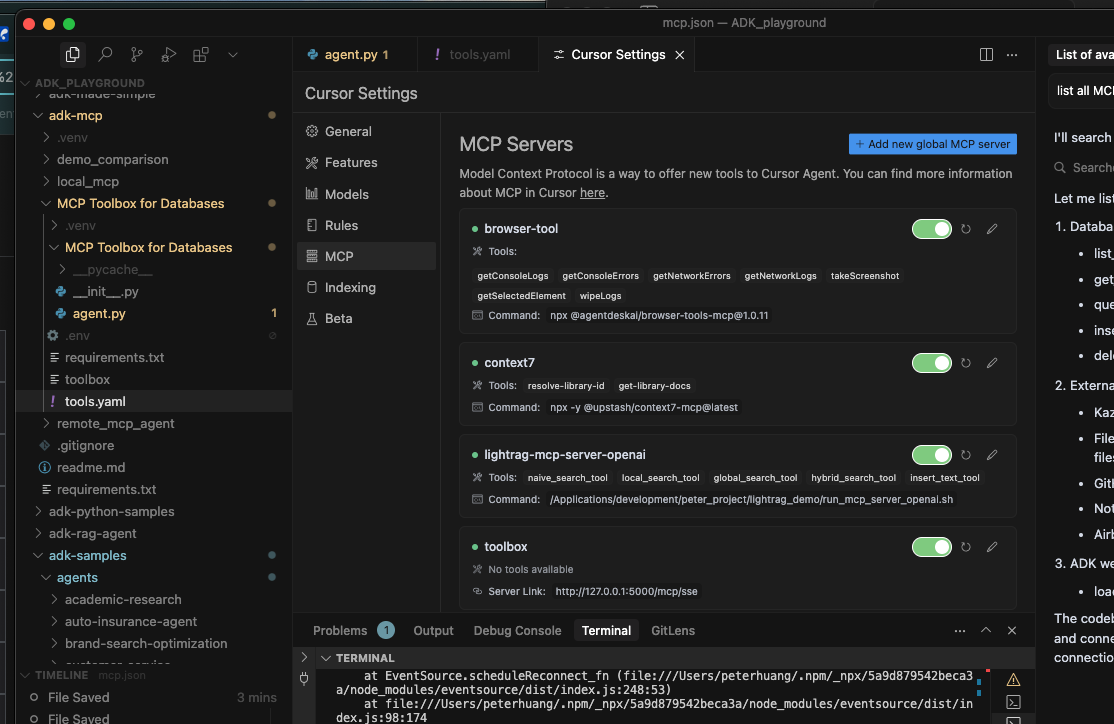 mcp.json — ADK_playground
agent.py 1
tools.yaml
Cursor Settings
List of ava
ADK_PLAYGROUND
adk-made-simple
adk-mcp
.venv
demo_comparison
local_mcp
MCP Toolbox for Databases
.venv
MCP Toolbox for Databases
__pycache__
__init__.py
agent.py 1
.env
requirements.txt
toolbox
tools.yaml
remote_mcp_agent
.gitignore
readme.md
requirements.txt
adk-python-samples
adk-rag-agent
adk-samples
agents
academic-research
auto-insurance-agent
brand-search-optimization
customer-service
TIMELINE mcp.json
File Saved 3 mins
File Saved
Cursor Settings
General
Features
Models
Rules
MCP
Indexing
Beta
MCP Servers
+ Add new global MCP server
Model Context Protocol is a way to offer new tools to Cursor Agent. You can find more information
about MCP in Cursor here.
browser-tool
Tools:
getConsoleLogs getConsoleErrors getNetworkErrors getNetworkLogs takeScreenshot
getSelectedElement wipeLogs
Command: npx @agentdeskai/browser-tools-mcp@1.0.11
context7
Tools: resolve-library-id get-library-docs
Command: npx -y @upstash/context7-mcp@latest
lightrag-mcp-server-openai
Tools: naive_search_tool local_search_tool global_search_tool hybrid_search_tool insert_text_tool
Command: /Applications/development/peter_project/lightrag_demo/run_mcp_server_openai.sh
toolbox
No tools available
Server Link: http://127.0.0.1:5000/mcp/sse
Problems 1 Output Debug Console Terminal GitLens
TERMINAL
at EventSource.scheduleReconnect_fn (file:///Users/peterhuang/.npm/_npx/5a9d879542beca3
a/node_modules/eventsource/dist/index.js:248:53)
at file:///Users/peterhuang/.npm/_npx/5a9d879542beca3a/node_modules/eventsource/dist/in
dex.js:98:174
list all MCP
I'll search
Searche
Let me list
1. Databa
list_
get
que
inse
dele
2. Externa
Kaz
File
files
Gitl
Not
Airb
3. ADK we
load
The codeb
and conne
connectio